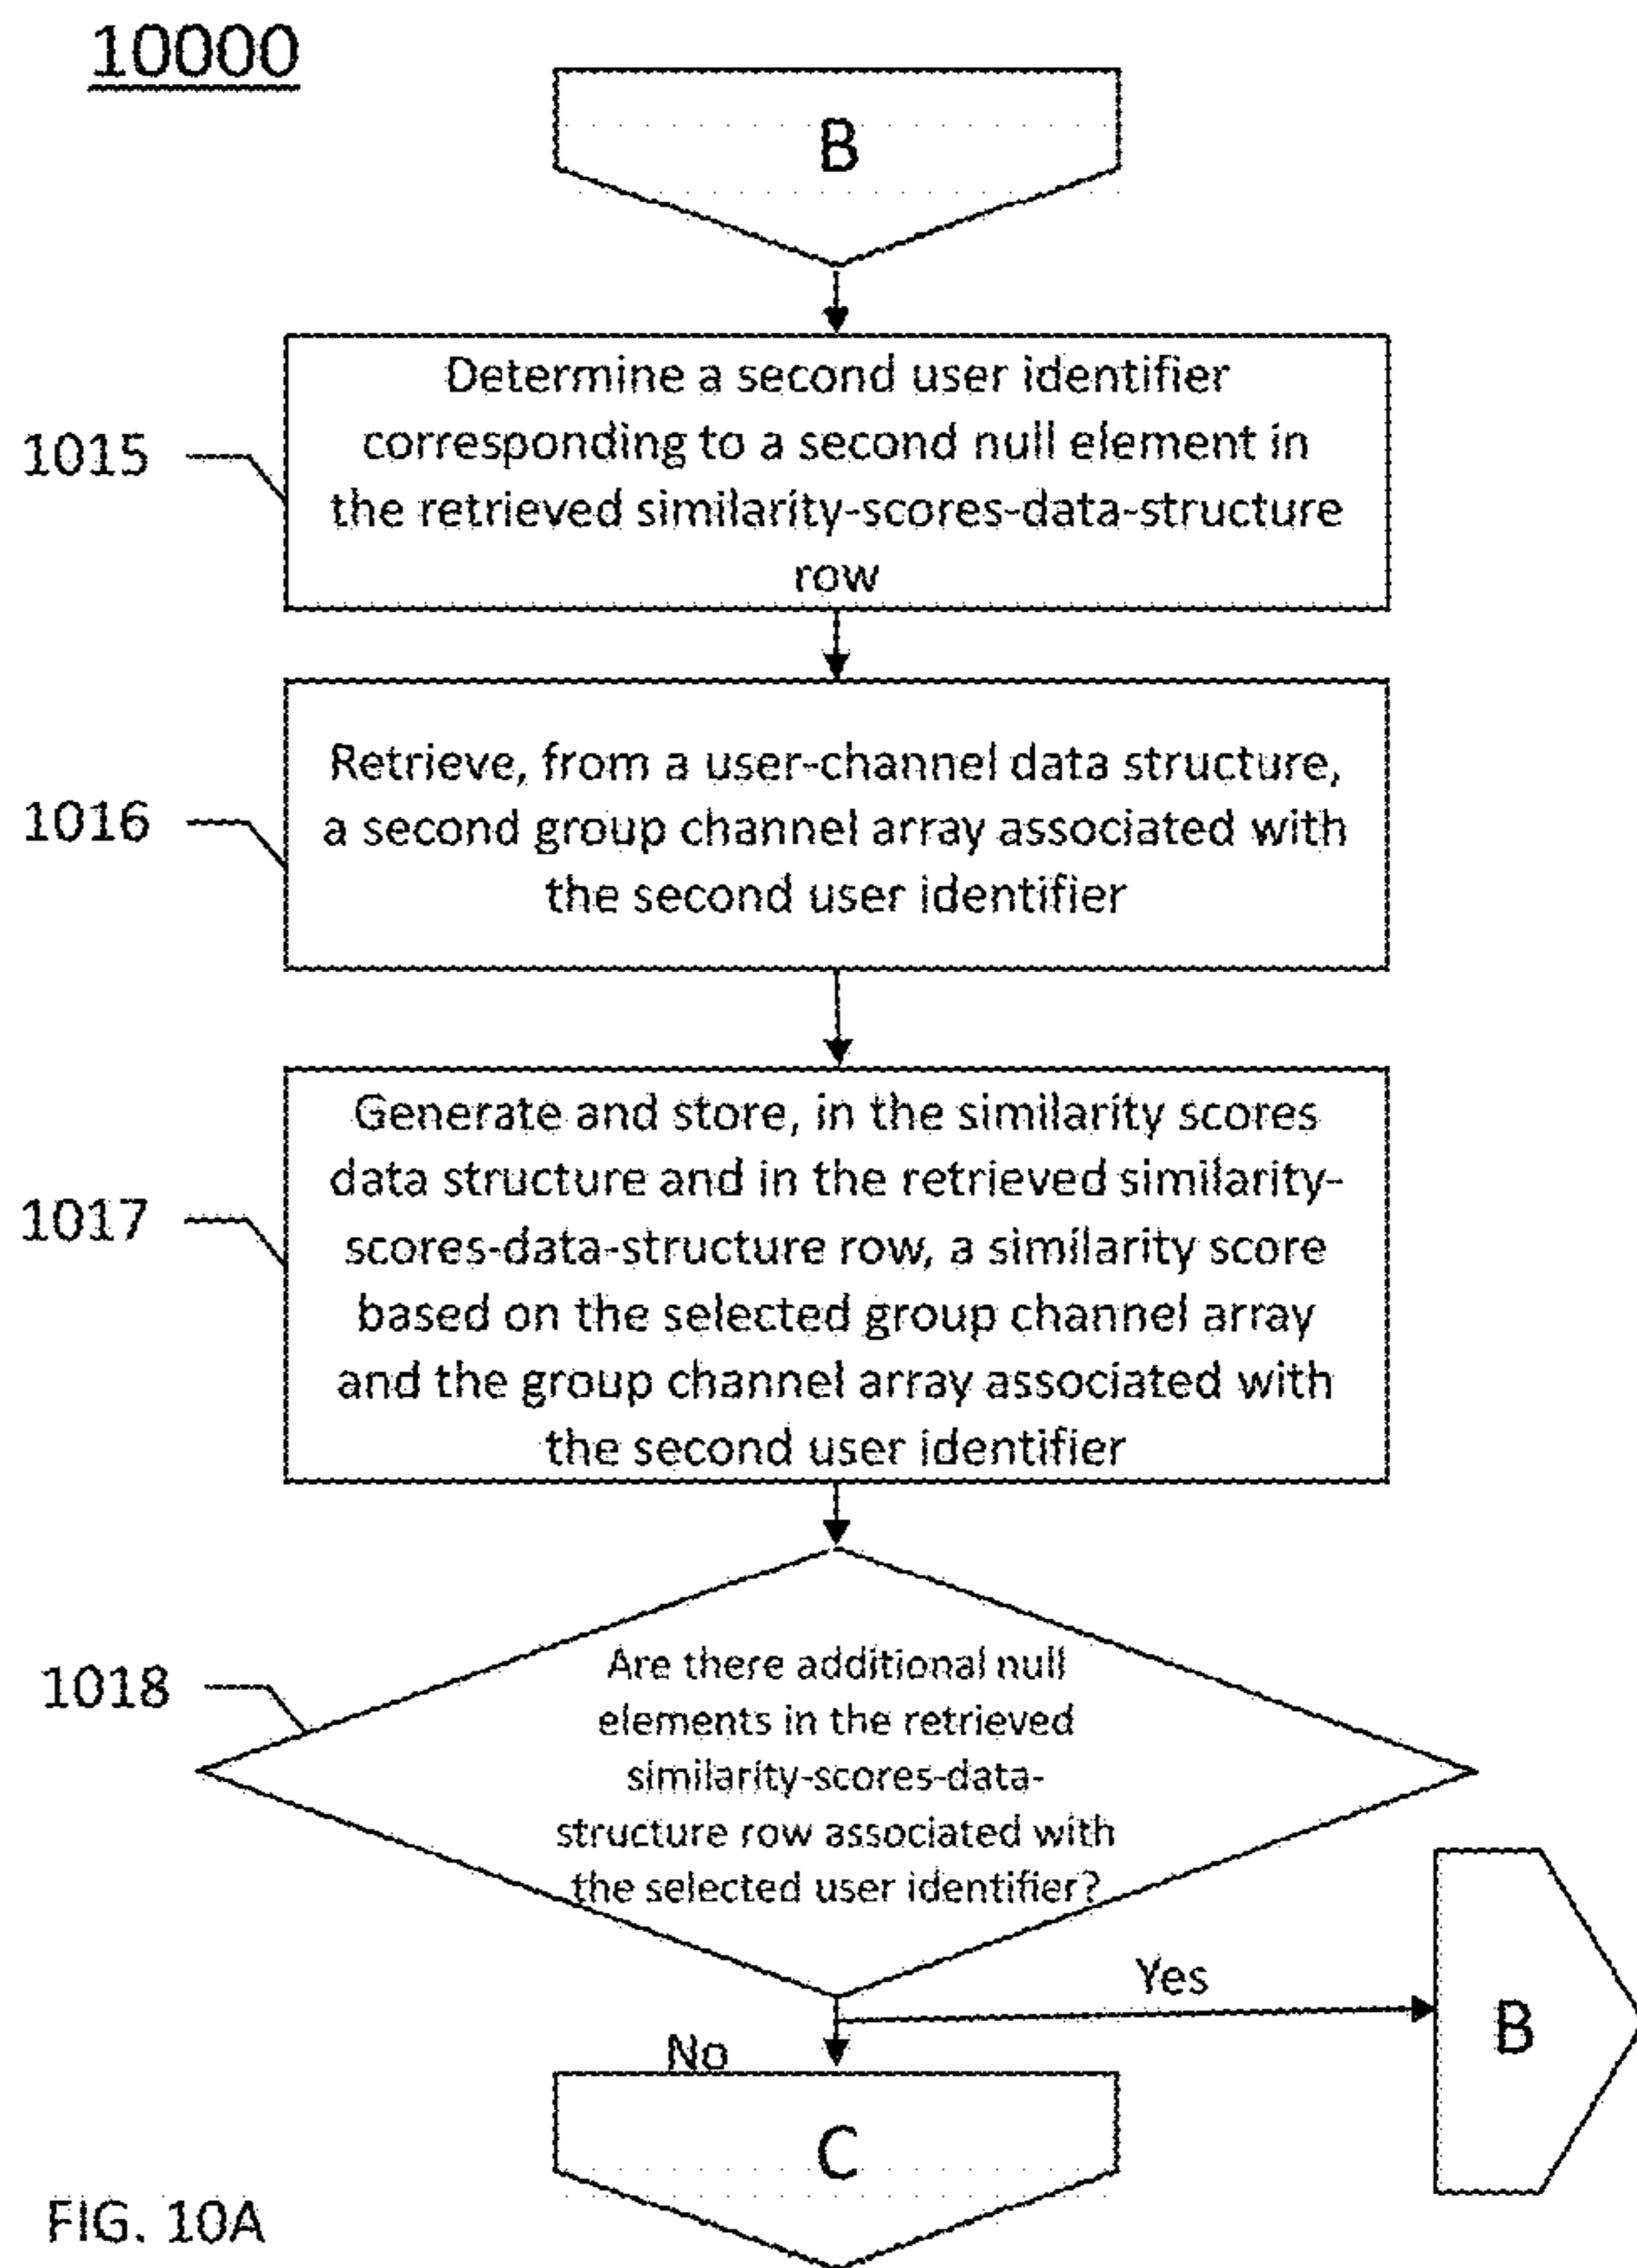 10000
B
1015
Determine a second user identifier
corresponding to a second null element in
the retrieved similarity-scores-data-structure
row
1016
Retrieve, from a user-channel data structure,
a second group channel array associated with
the second user identifier
1017
Generate and store, in the similarity scores
data structure and in the retrieved similarity-
scores-data-structure row, a similarity score
based on the selected group channel array
and the group channel array associated with
the second user identifier
1018
Are there additional null
elements in the retrieved
similarity-scores-data-
structure row associated with
the selected user identifier?
Yes
B
No
C
FIG. 10A